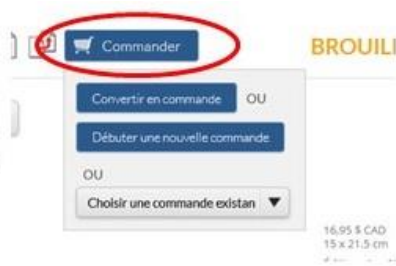 Commander
BROUILL
Convertir en commande OU
Débuter une nouvelle commande
OU
Choisir une commande existan
16,95 $ CAD
15 x 21.5 cm